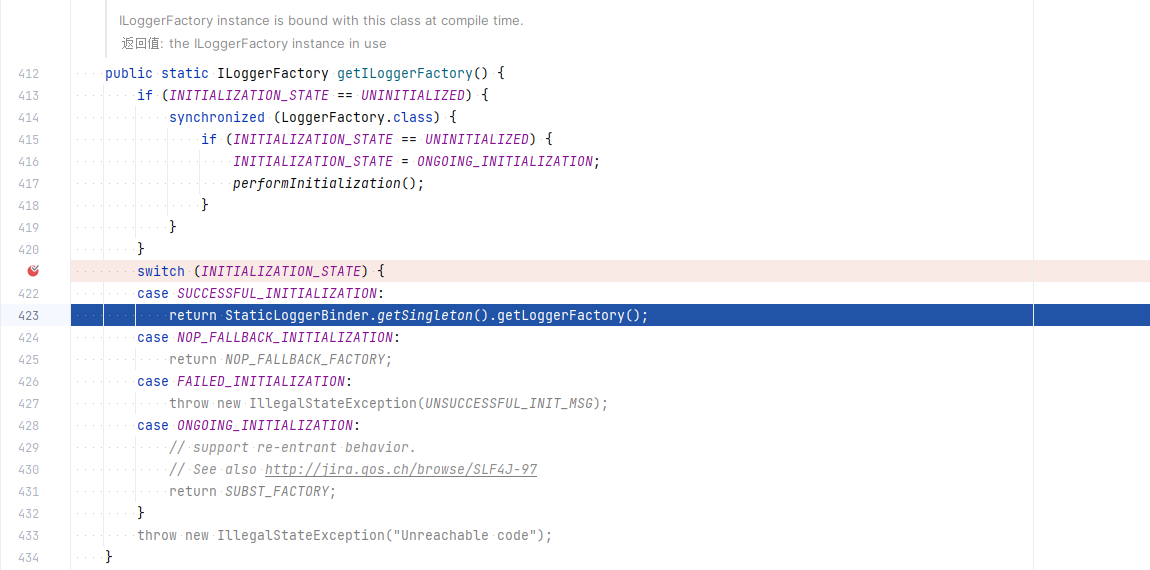 ILoggerFactory instance is bound with this class at compile time.
返回值: the ILoggerFactory instance in use
412 public static ILoggerFactory getILoggerFactory() {
413 if (INITIALIZATION_STATE == UNINITIALIZED) {
414 synchronized (LoggerFactory.class) {
415 if (INITIALIZATION_STATE == UNINITIALIZED) {
416 INITIALIZATION_STATE = ONGOING_INITIALIZATION;
417 performInitialization();
418 }
419 }
420 }
switch (INITIALIZATION_STATE) {
422 case SUCCESSFUL_INITIALIZATION:
423 return StaticLoggerBinder.getSingleton().getLoggerFactory();
424 case NOP_FALLBACK_INITIALIZATION:
425 return NOP_FALLBACK_FACTORY;
426 case FAILED_INITIALIZATION:
427 throw new IllegalStateException(UNSUCCESSFUL_INIT_MSG);
428 case ONGOING_INITIALIZATION:
429 // support re-entrant behavior.
430 // See also http://jira.qos.ch/browse/SLF4J-97
431 return SUBST_FACTORY;
432 }
433 throw new IllegalStateException("Unreachable code");
434 }